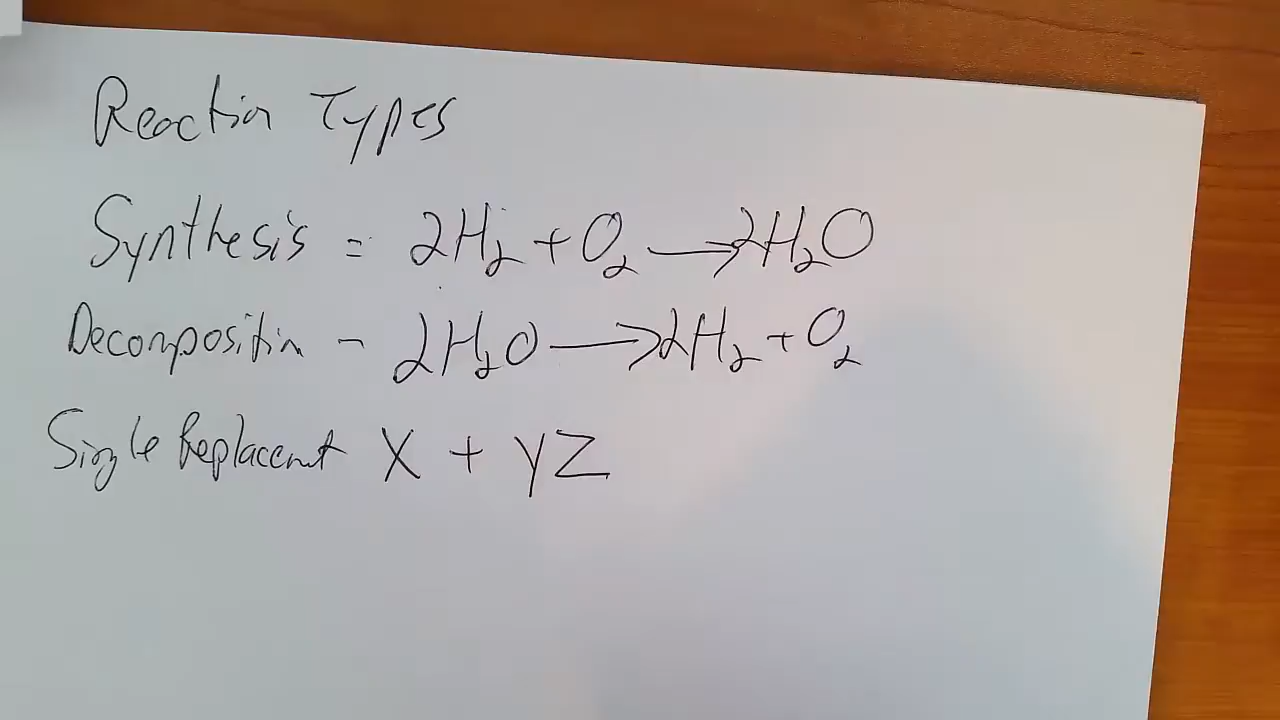 Reaction Types
Synthesis = 2H₂ + O₂ → 2H₂O
Decomposition - 2H₂O → 2H₂ + O₂
Single Replacement X + YZ